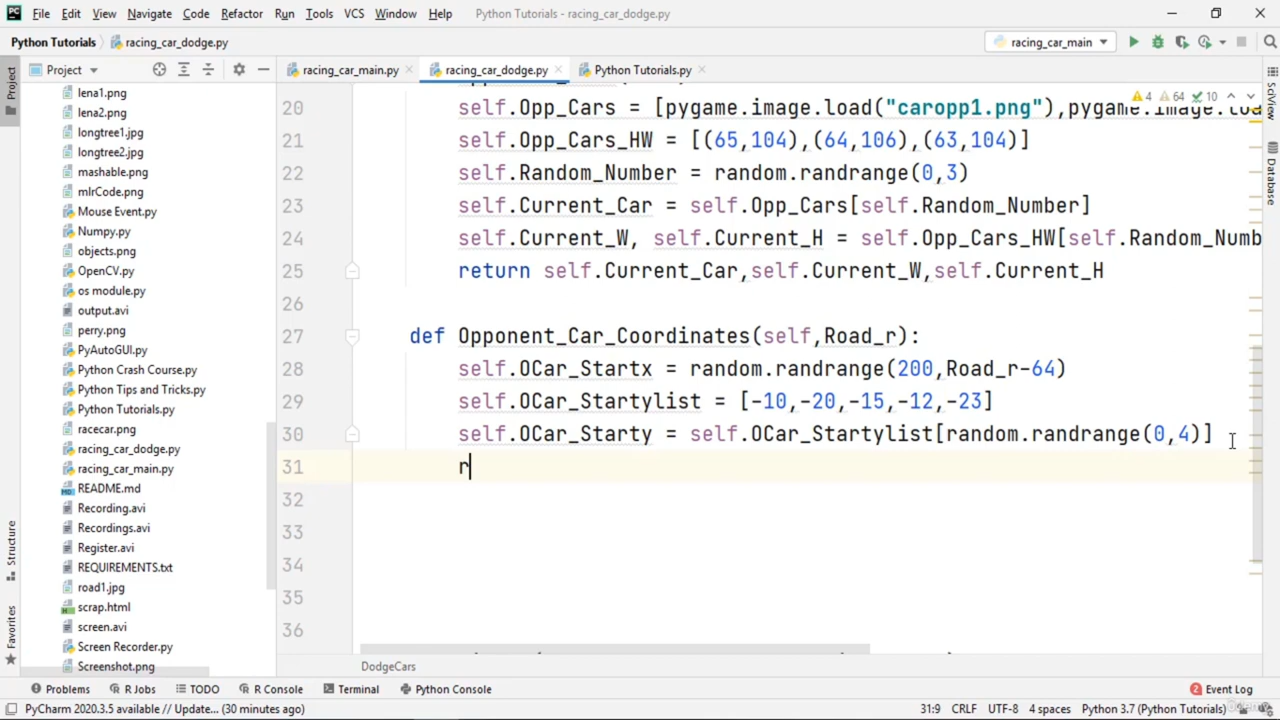 PC File Edit View Navigate Code Refactor Run Tools VCS Window Help Python Tutorials - racing_car_dodge.py
Python Tutorials racing_car_dodge.py racing_car_main
Project racing_car_main.py racing_car_dodge.py Python Tutorials.py
Project
SciView
Database
Structure
Favorites
4 64 10
lena1.png
lena2.png
longtree1.jpg
longtree2.jpg
mashable.png
mlrCode.png
Mouse Event.py
Numpy.py
objects.png
OpenCV.py
os module.py
output.avi
perry.png
PyAutoGUI.py
Python Crash Course.py
Python Tips and Tricks.py
Python Tutorials.py
racecar.png
racing_car_dodge.py
racing_car_main.py
README.md
Recording.avi
Recordings.avi
Register.avi
REQUIREMENTS.txt
road1.jpg
scrap.html
screen.avi
Screen Recorder.py
Screenshot.png
20 self.Opp_Cars = [pygame.image.load("caropp1.png"),pygame.image.loa
21 self.Opp_Cars_HW = [(65,104),(64,106),(63,104)]
22 self.Random_Number = random.randrange(0,3)
23 self.Current_Car = self.Opp_Cars[self.Random_Number]
24 self.Current_W, self.Current_H = self.Opp_Cars_HW[self.Random_Numb
25 return self.Current_Car,self.Current_W,self.Current_H
26
27 def Opponent_Car_Coordinates(self,Road_r):
28 self.OCar_Startx = random.randrange(200,Road_r-64)
29 self.OCar_Startylist = [-10,-20,-15,-12,-23]
30 self.OCar_Starty = self.OCar_Startylist[random.randrange(0,4)]
31 r
32
33
34
35
36
DodgeCars
Problems R Jobs TODO R Console Terminal Python Console 2 Event Log
PyCharm 2020.3.5 available // Update... (30 minutes ago) 31:9 CRLF UTF-8 4 spaces Python 3.7 (Python Tutorials)